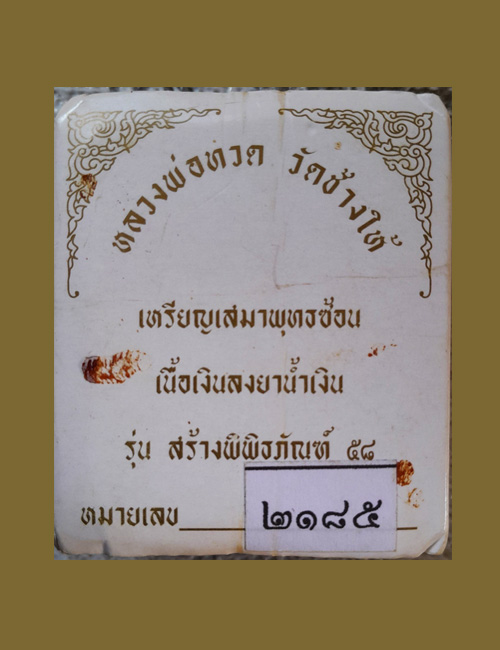 หลวงพ่อทวด วัดช้างให้
เหรียญเสมาพุทธซ้อน
เนื้อเงินลงยาน้ำเงิน
รุ่น สร้างพิพิธภัณฑ์ ๕๘
หมายเลข ๒๑๘๕